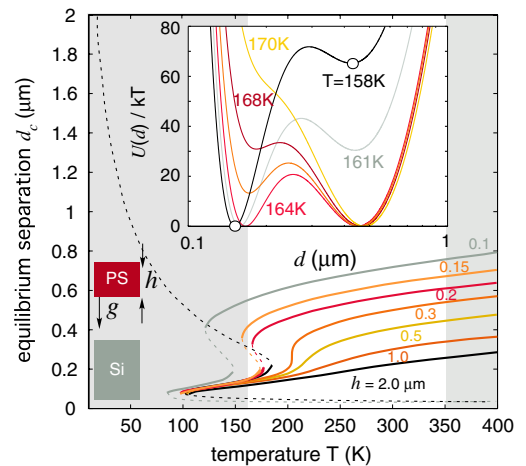 equilibrium separation d_c (μm)
2
1.8
1.6
1.4
1.2
1
0.8
0.6
0.4
0.2
0
U(d) / kT
80
60
40
20
0
170K
T=158K
168K
161K
164K
0.1
1
d (μm)
PS
h
g
Si
0.1
0.15
0.2
0.3
0.5
1.0
h = 2.0 μm
50 100 150 200 250 300 350 400
temperature T (K)